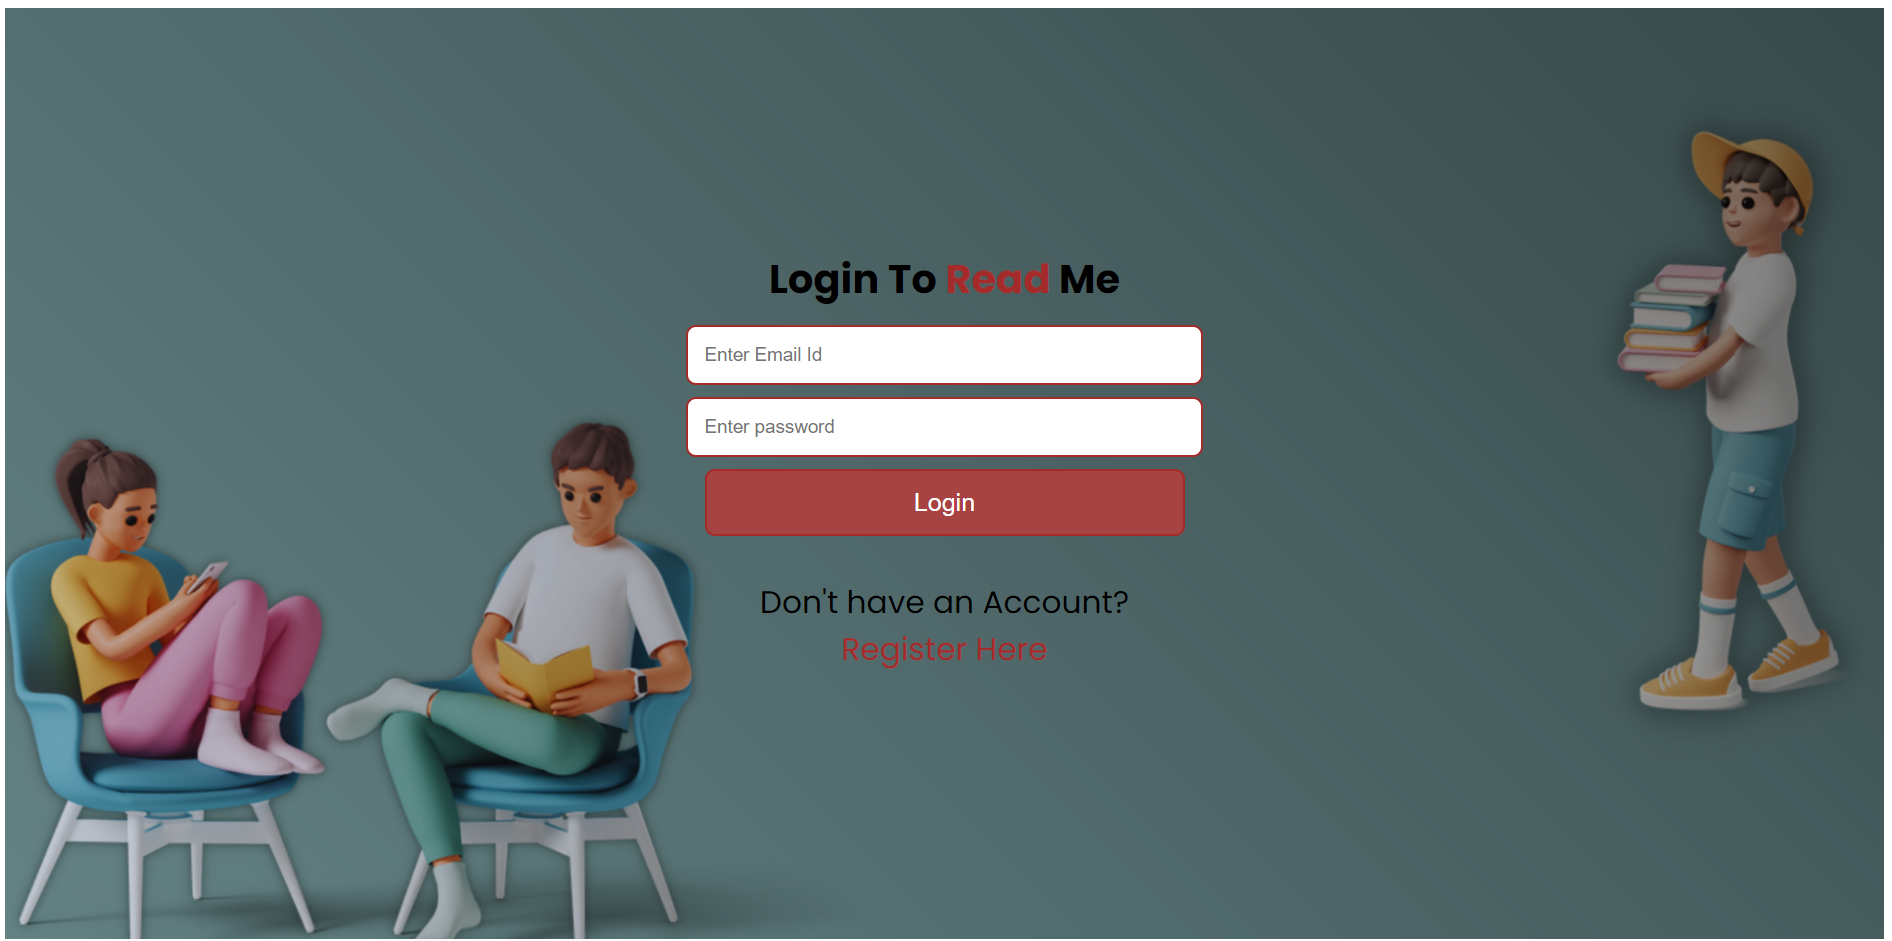 Login To Read Me
Enter Email Id
Enter password
Login
Don't have an Account?
Register Here